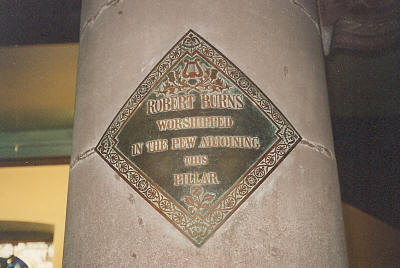 ROBERT BURNS
WORSHIPPED
IN THE PEW ADJOINING
THIS
PILLAR